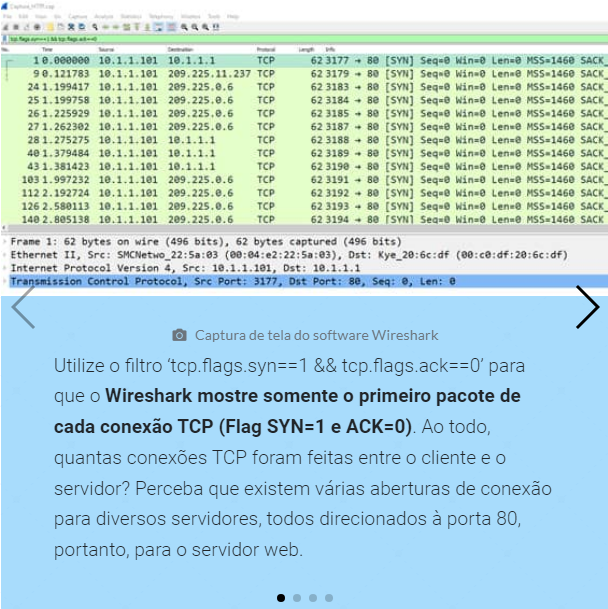 Capture_HTTP.cap
File Edit View Go Capture Analyze Statistics Telephony Wireless Tools Help
tcp.flags.syn==1 && tcp.flags.ack==0
No. Time Source Destination Protocol Length Info
1 0.000000 10.1.1.101 10.1.1.1 TCP 62 3177 → 80 [SYN] Seq=0 Win=0 Len=0 MSS=1460 SACK_
9 0.121783 10.1.1.101 209.225.11.237 TCP 62 3179 → 80 [SYN] Seq=0 Win=0 Len=0 MSS=1460 SACK_
24 1.199417 10.1.1.101 209.225.0.6 TCP 62 3183 → 80 [SYN] Seq=0 Win=0 Len=0 MSS=1460 SACK_
25 1.199758 10.1.1.101 209.225.0.6 TCP 62 3184 → 80 [SYN] Seq=0 Win=0 Len=0 MSS=1460 SACK_
26 1.225929 10.1.1.101 209.225.0.6 TCP 62 3185 → 80 [SYN] Seq=0 Win=0 Len=0 MSS=1460 SACK_
27 1.262302 10.1.1.101 209.225.0.6 TCP 62 3187 → 80 [SYN] Seq=0 Win=0 Len=0 MSS=1460 SACK_
28 1.275275 10.1.1.101 10.1.1.1 TCP 62 3188 → 80 [SYN] Seq=0 Win=0 Len=0 MSS=1460 SACK_
40 1.379484 10.1.1.101 10.1.1.1 TCP 62 3189 → 80 [SYN] Seq=0 Win=0 Len=0 MSS=1460 SACK_
43 1.381423 10.1.1.101 10.1.1.1 TCP 62 3190 → 80 [SYN] Seq=0 Win=0 Len=0 MSS=1460 SACK_
103 1.997232 10.1.1.101 209.225.0.6 TCP 62 3191 → 80 [SYN] Seq=0 Win=0 Len=0 MSS=1460 SACK_
112 2.192724 10.1.1.101 209.225.0.6 TCP 62 3192 → 80 [SYN] Seq=0 Win=0 Len=0 MSS=1460 SACK_
126 2.580113 10.1.1.101 209.225.0.6 TCP 62 3193 → 80 [SYN] Seq=0 Win=0 Len=0 MSS=1460 SACK_
140 2.805138 10.1.1.101 209.225.0.6 TCP 62 3194 → 80 [SYN] Seq=0 Win=0 Len=0 MSS=1460 SACK_
Frame 1: 62 bytes on wire (496 bits), 62 bytes captured (496 bits)
Ethernet II, Src: SMCNetwo_22:5a:03 (00:04:e2:22:5a:03), Dst: Kye_20:6c:df (00:c0:df:20:6c:df)
Internet Protocol Version 4, Src: 10.1.1.101, Dst: 10.1.1.1
Transmission Control Protocol, Src Port: 3177, Dst Port: 80, Seq: 0, Len: 0
Captura de tela do software Wireshark
Utilize o filtro ‘tcp.flags.syn==1 && tcp.flags.ack==0‘ para
que o Wireshark mostre somente o primeiro pacote de
cada conexão TCP (Flag SYN=1 e ACK=0). Ao todo,
quantas conexões TCP foram feitas entre o cliente e o
servidor? Perceba que existem várias aberturas de conexão
para diversos servidores, todos direcionados à porta 80,
portanto, para o servidor web.